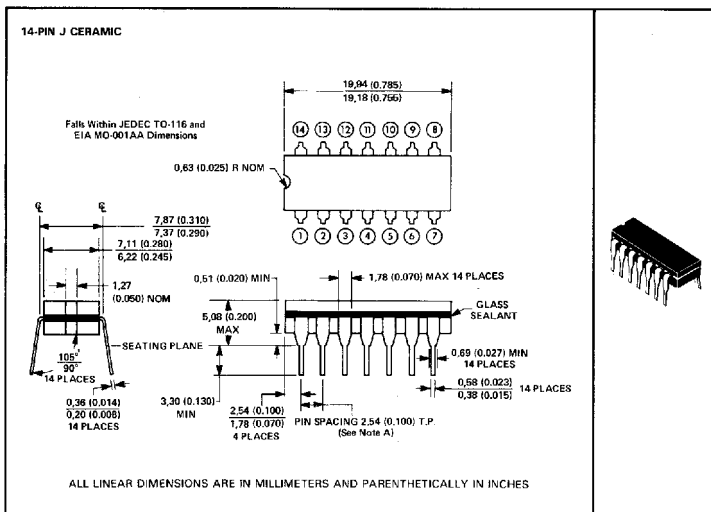 14-PIN J CERAMIC
19,94 (0.785)
19,18 (0.755)
Falls Within JEDEC TO-116 and
EIA MO-001AA Dimensions
14 13 12 11 10 9 8
0,63 (0.025) R NOM
1 2 3 4 5 6 7
℄ ℄
7,87 (0.310)
7,37 (0.290)
7,11 (0.280)
6,22 (0.245)
1,27
(0.050) NOM
0,51 (0.020) MIN
1,78 (0.070) MAX 14 PLACES
5,08 (0.200)
MAX
GLASS
SEALANT
SEATING PLANE
105°
90°
14 PLACES
0,69 (0.027) MIN
14 PLACES
0,36 (0.014)
0,20 (0.008)
14 PLACES
3,30 (0.130)
MIN
0,58 (0.023)
0,38 (0.015)
14 PLACES
2,54 (0.100)
1,78 (0.070)
4 PLACES
PIN SPACING 2,54 (0.100) T.P.
(See Note A)
ALL LINEAR DIMENSIONS ARE IN MILLIMETERS AND PARENTHETICALLY IN INCHES